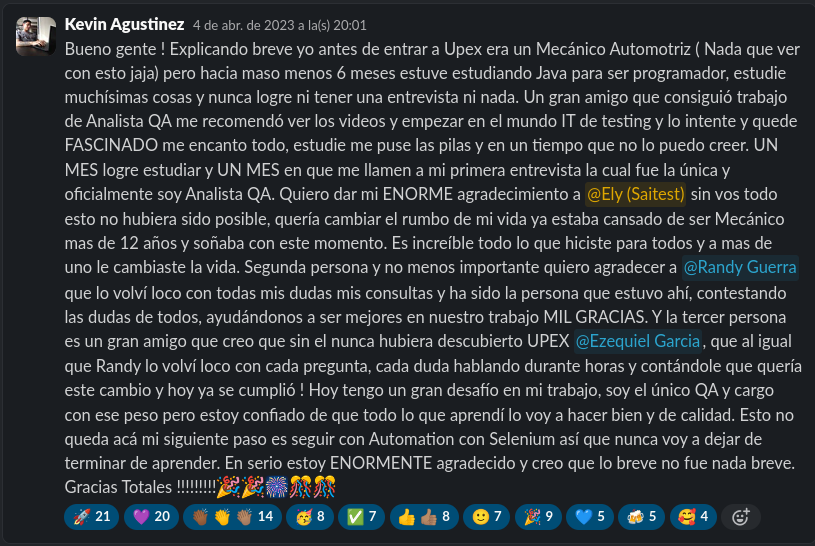 Kevin Agustinez 4 de abr. de 2023 a la(s) 20:01
Bueno gente ! Explicando breve yo antes de entrar a Upex era un Mecánico Automotriz ( Nada que ver
con esto jaja) pero hacia maso menos 6 meses estuve estudiando Java para ser programador, estudie
muchísimas cosas y nunca logre ni tener una entrevista ni nada. Un gran amigo que consiguió trabajo
de Analista QA me recomendó ver los videos y empezar en el mundo IT de testing y lo intente y quede
FASCINADO me encanto todo, estudie me puse las pilas y en un tiempo que no lo puedo creer. UN
MES logre estudiar y UN MES en que me llamen a mi primera entrevista la cual fue la única y
oficialmente soy Analista QA. Quiero dar mi ENORME agradecimiento a @Ely (Saitest) sin vos todo
esto no hubiera sido posible, quería cambiar el rumbo de mi vida ya estaba cansado de ser Mecánico
mas de 12 años y soñaba con este momento. Es increíble todo lo que hiciste para todos y a mas de
uno le cambiaste la vida. Segunda persona y no menos importante quiero agradecer a @Randy Guerra
que lo volví loco con todas mis dudas mis consultas y ha sido la persona que estuvo ahí, contestando
las dudas de todos, ayudándonos a ser mejores en nuestro trabajo MIL GRACIAS. Y la tercer persona
es un gran amigo que creo que sin el nunca hubiera descubierto UPEX @Ezequiel Garcia, que al igual
que Randy lo volví loco con cada pregunta, cada duda hablando durante horas y contándole que quería
este cambio y hoy ya se cumplió ! Hoy tengo un gran desafío en mi trabajo, soy el único QA y cargo
con ese peso pero estoy confiado de que todo lo que aprendí lo voy a hacer bien y de calidad. Esto no
queda acá mi siguiente paso es seguir con Automation con Selenium así que nunca voy a dejar de
terminar de aprender. En serio estoy ENORMENTE agradecido y creo que lo breve no fue nada breve.
Gracias Totales !!!!!!!!!🎉🎉🎆🎊🎊
🚀 21 💜 20 👏🏾 👏 👏🏽 14 🥳 8 ✅ 7 👍 👍🏽 8 🙂 7 🎉 9 💙 5 🍻 5 🥰 4